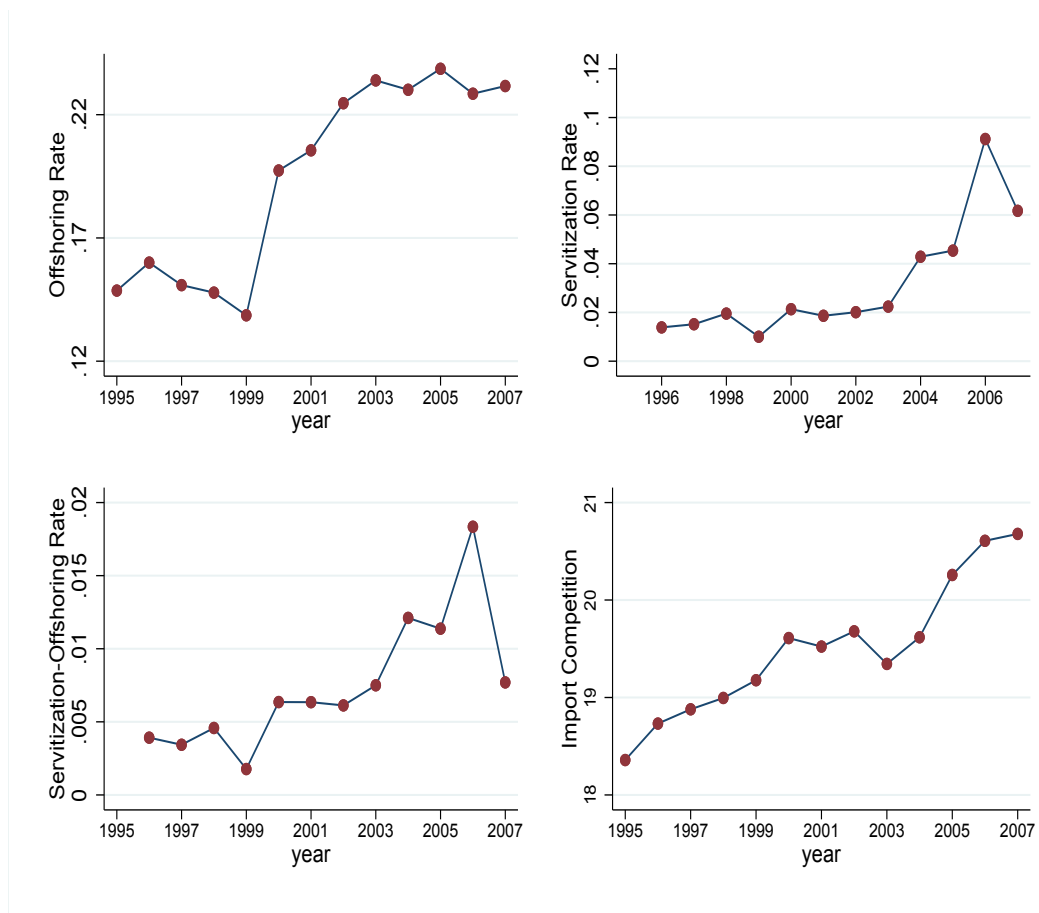 Offshoring Rate
.22
.17
.12
1995 1997 1999 2001 2003 2005 2007
year
Servitization Rate
.12
.1
.08
.06
.04
.02
0
1996 1998 2000 2002 2004 2006
year
Servitization-Offshoring Rate
.02
.015
.01
.005
0
1995 1997 1999 2001 2003 2005 2007
year
Import Competition
21
20
19
18
1995 1997 1999 2001 2003 2005 2007
year